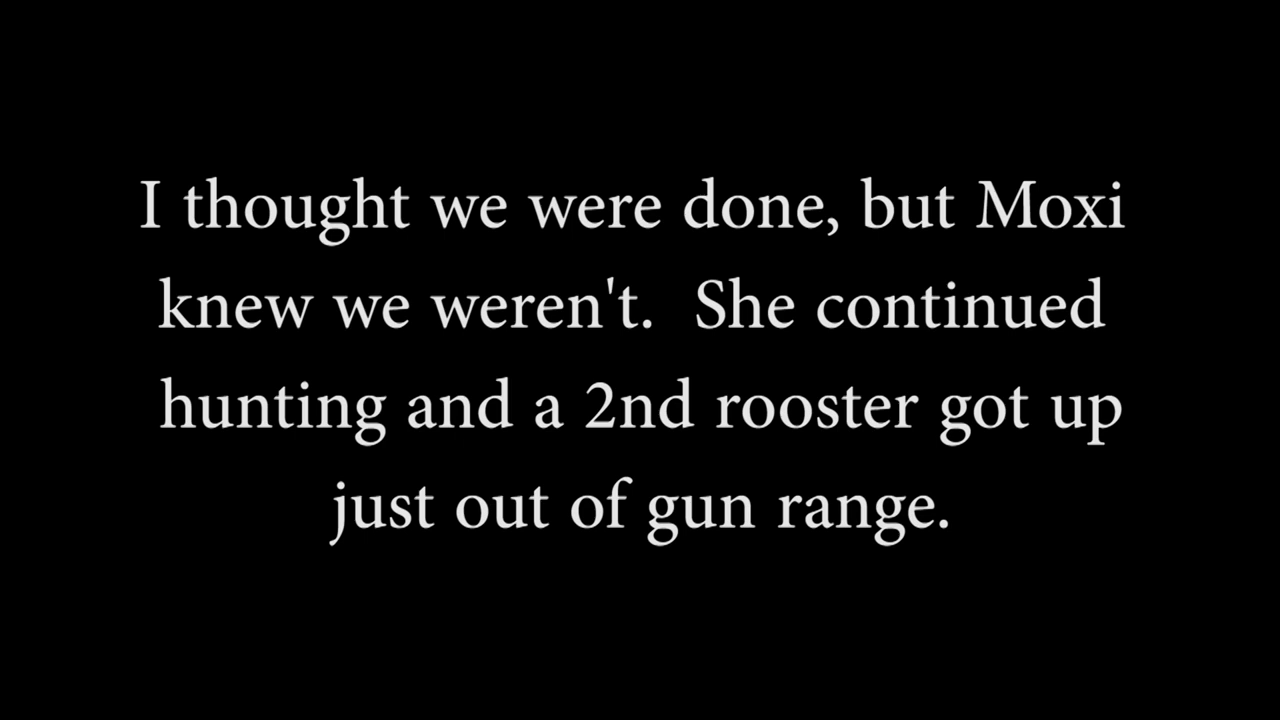 I thought we were done, but Moxi
knew we weren't.  She continued
hunting and a 2nd rooster got up
just out of gun range.